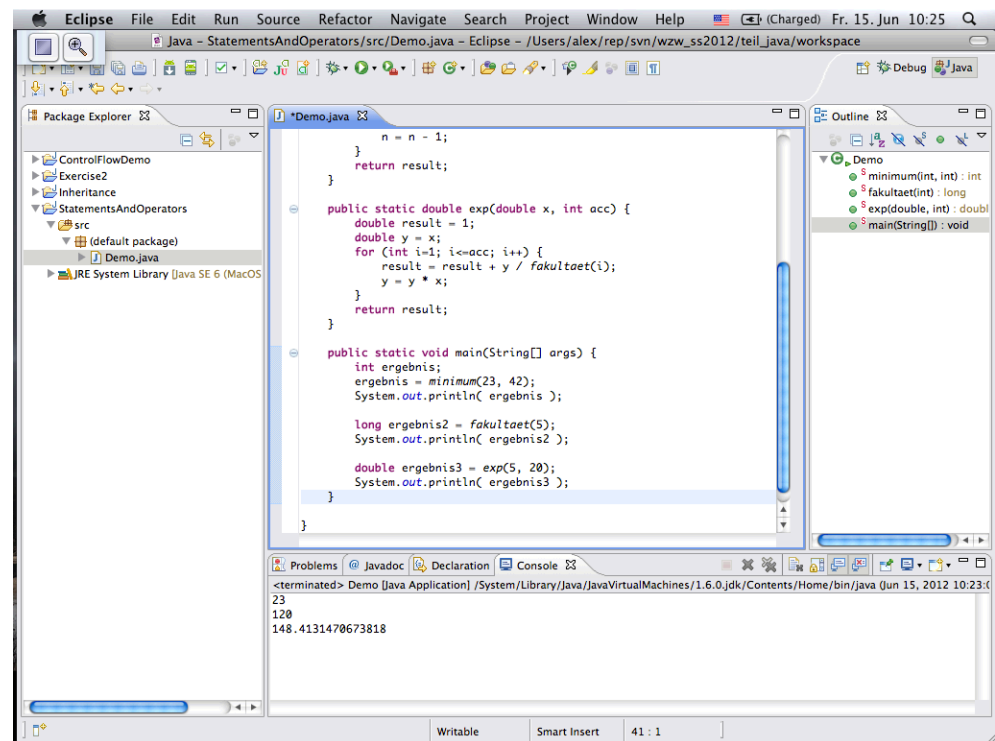 Eclipse File Edit Run Source Refactor Navigate Search Project Window Help (Charged) Fr. 15. Jun 10:25
Java – StatementsAndOperators/src/Demo.java – Eclipse – /Users/alex/rep/svn/wzw_ss2012/teil_java/workspace
Debug Java
Package Explorer
ControlFlowDemo
Exercise2
Inheritance
StatementsAndOperators
src
(default package)
Demo.java
JRE System Library [Java SE 6 (MacOS
*Demo.java
n = n - 1;
}
return result;
}
public static double exp(double x, int acc) {
double result = 1;
double y = x;
for (int i=1; i<=acc; i++) {
result = result + y / fakultaet(i);
y = y * x;
}
return result;
}
public static void main(String[] args) {
int ergebnis;
ergebnis = minimum(23, 42);
System.out.println( ergebnis );
long ergebnis2 = fakultaet(5);
System.out.println( ergebnis2 );
double ergebnis3 = exp(5, 20);
System.out.println( ergebnis3 );
}
}
Outline
Demo
minimum(int, int) : int
fakultaet(int) : long
exp(double, int) : doubl
main(String[]) : void
Problems @ Javadoc Declaration Console
<terminated> Demo [Java Application] /System/Library/Java/JavaVirtualMachines/1.6.0.jdk/Contents/Home/bin/java (Jun 15, 2012 10:23:(
23
120
148.4131470673818
Writable Smart Insert 41 : 1